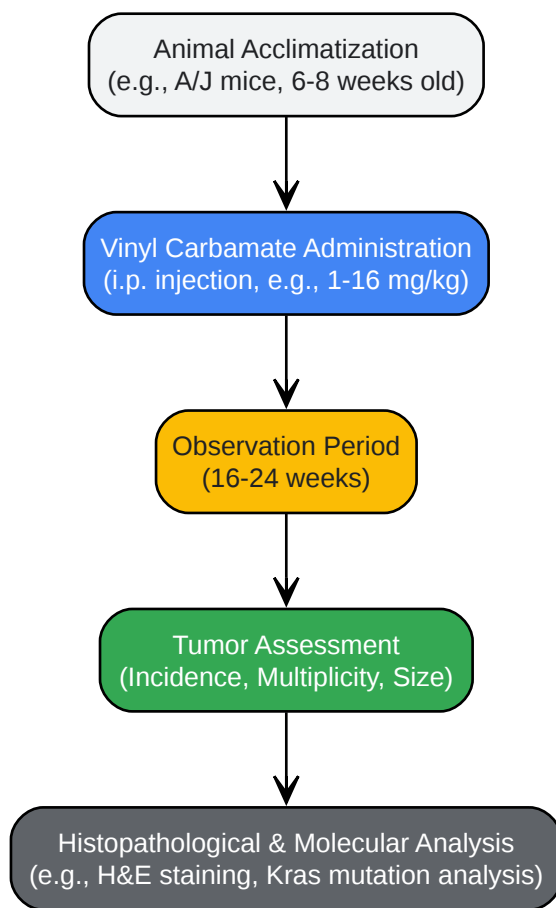 Animal Acclimatization
(e.g., A/J mice, 6-8 weeks old)
Vinyl Carbamate Administration
(i.p. injection, e.g., 1-16 mg/kg)
Observation Period
(16-24 weeks)
Tumor Assessment
(Incidence, Multiplicity, Size)
Histopathological & Molecular Analysis
(e.g., H&E staining, Kras mutation analysis)